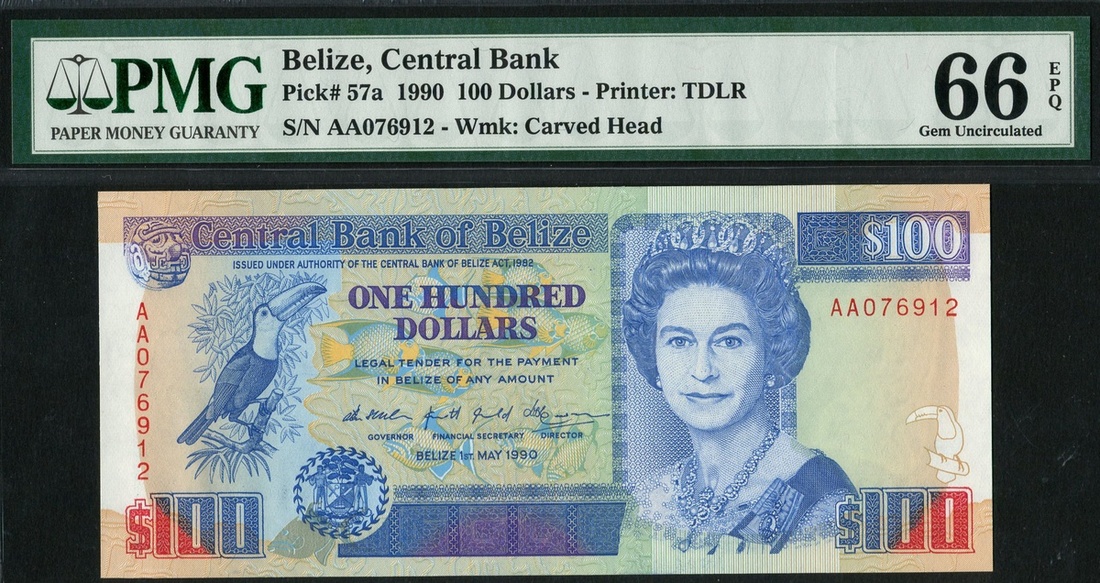 PMG
PAPER MONEY GUARANTY
Belize, Central Bank
Pick# 57a 1990 100 Dollars - Printer: TDLR
S/N AA076912 - Wmk: Carved Head
66
EPQ
Gem Uncirculated
Central Bank of Belize
$100
ISSUED UNDER AUTHORITY OF THE CENTRAL BANK OF BELIZE ACT, 1982
ONE HUNDRED
DOLLARS
AA076912
AA076912
LEGAL TENDER FOR THE PAYMENT
IN BELIZE OF ANY AMOUNT
GOVERNOR FINANCIAL SECRETARY DIRECTOR
BELIZE 1ST. MAY 1990
$100
$100